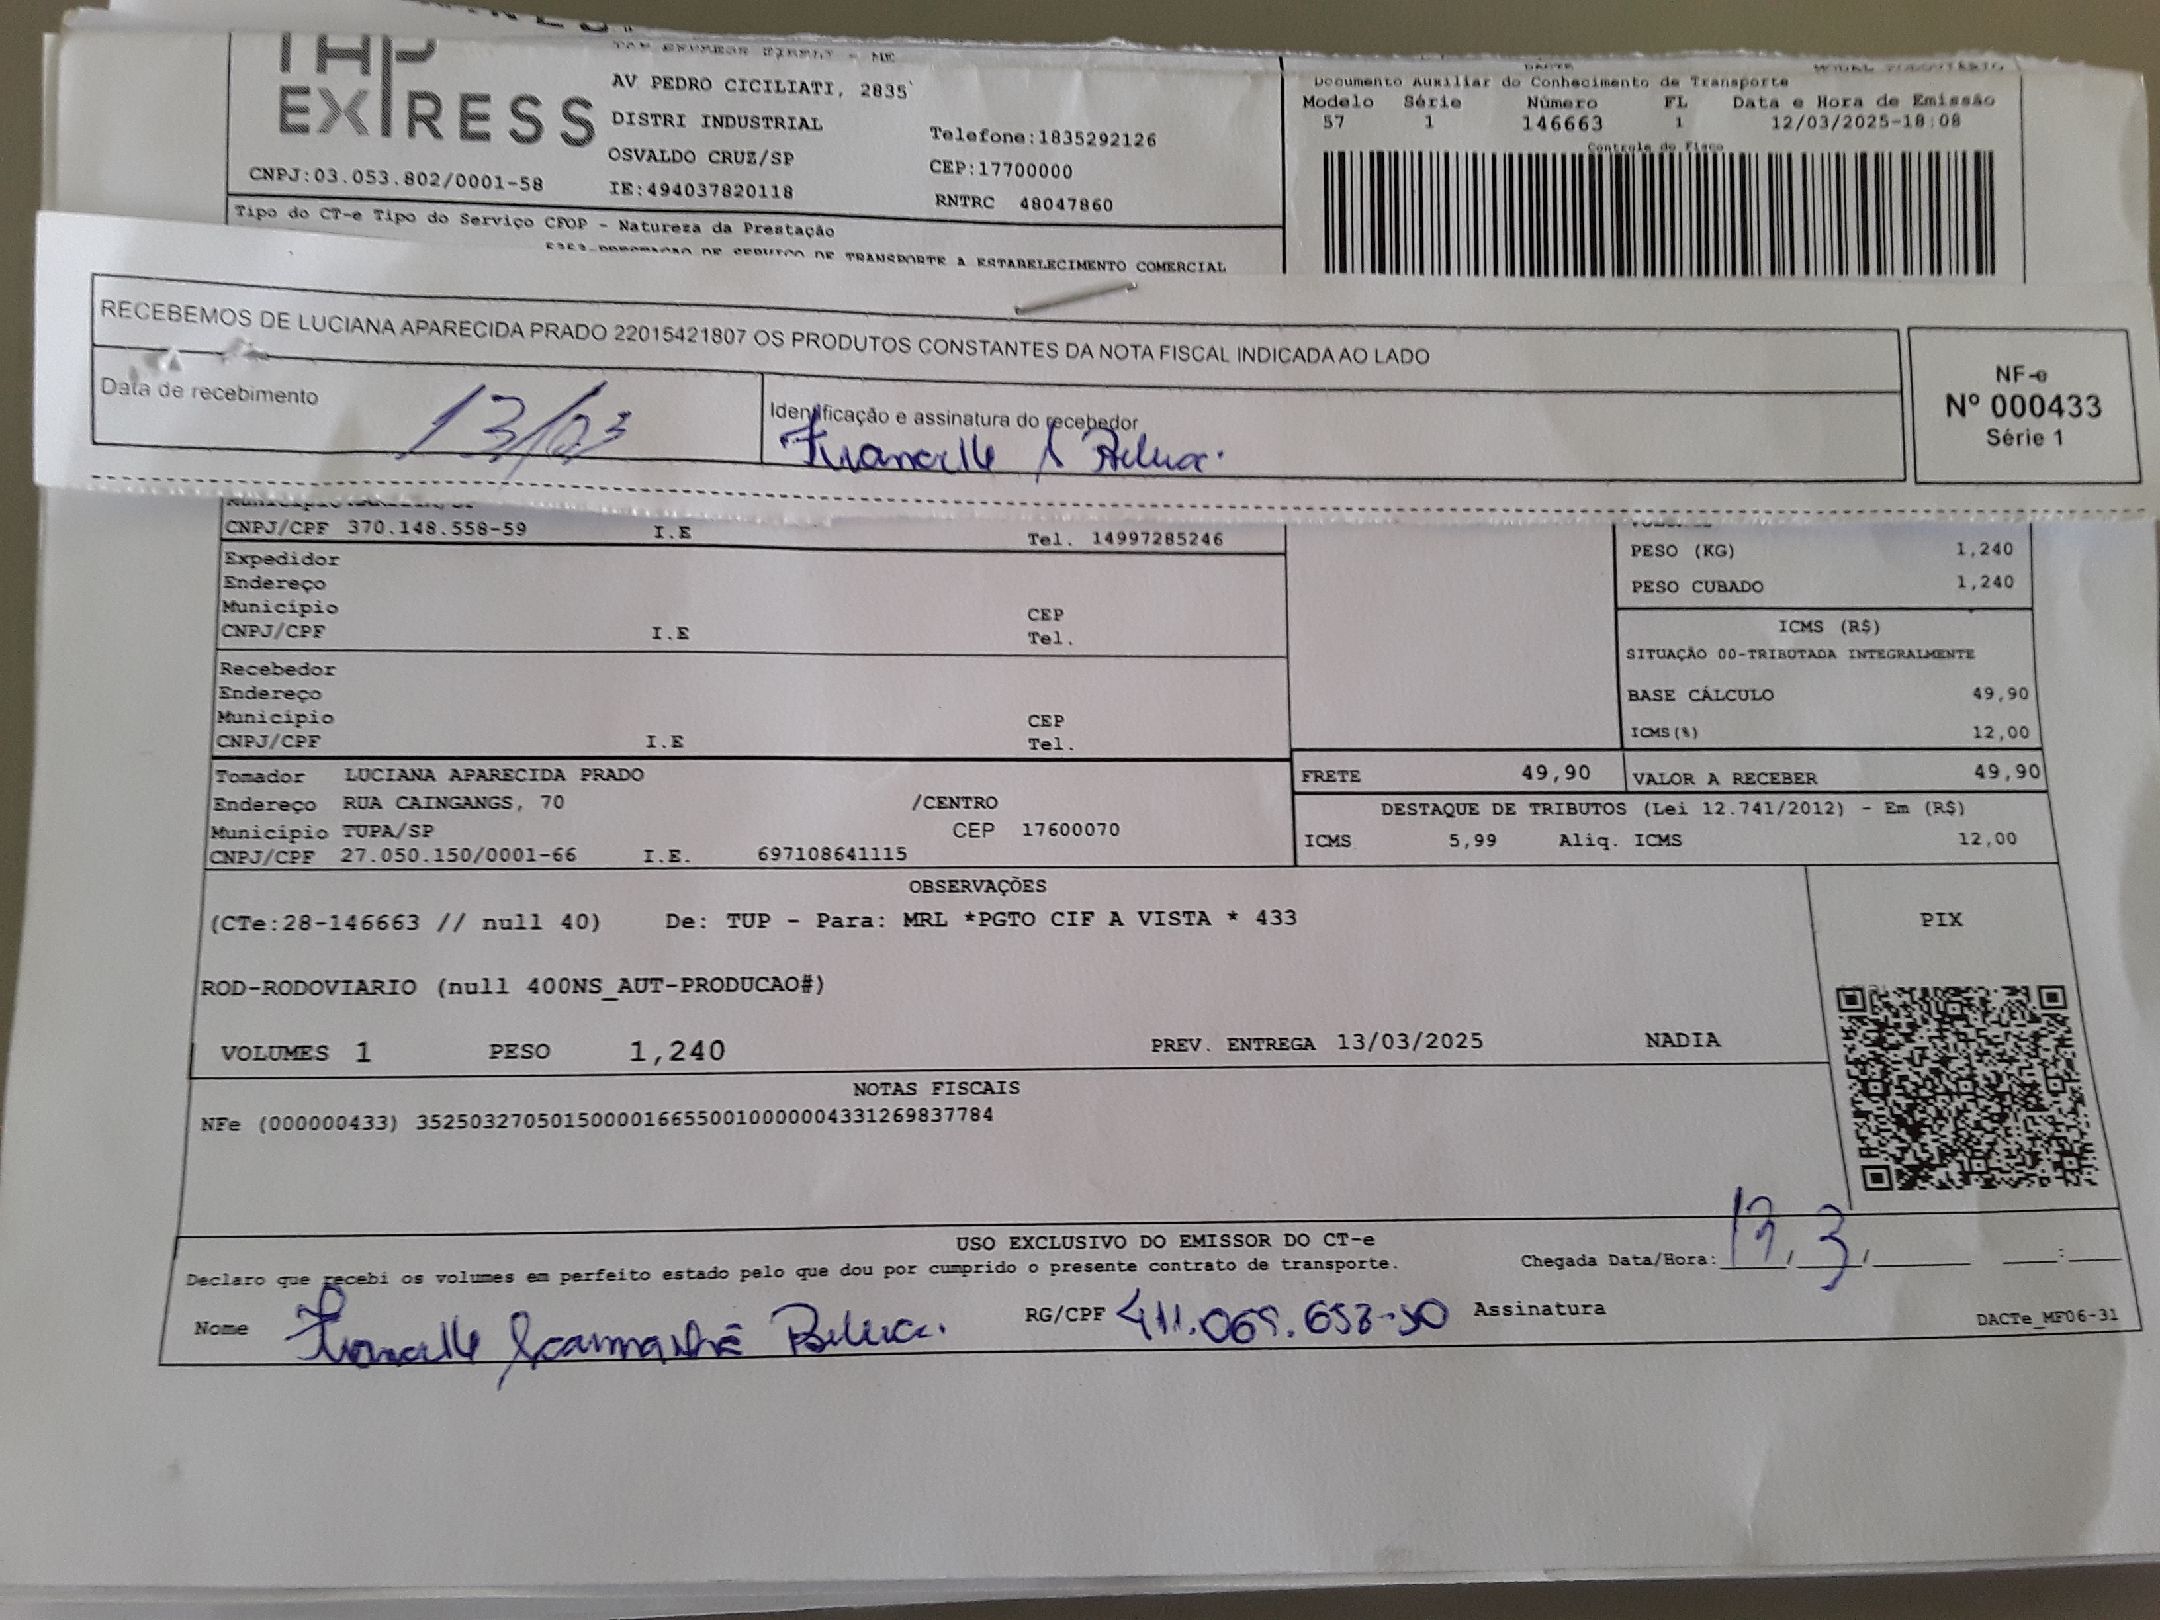 TAP
EXPRESS
AV PEDRO CICILIATI, 2835
DISTRI INDUSTRIAL
OSVALDO CRUZ/SP
Telefone:1835292126
CEP:17700000
CNPJ:03.053.802/0001-58
IE:494037820118
RNTRC 48047860
DACTE
Documento Auxiliar do Conhecimento de Transporte
Modelo Série Número FL Data e Hora de Emissão
57 1 146663 1 12/03/2025-18:08
Controle do Fisco
Tipo do CT-e Tipo do Serviço CFOP - Natureza da Prestação
DE TRANSPORTE A ESTABELECIMENTO COMERCIAL
RECEBEMOS DE LUCIANA APARECIDA PRADO 22015421807 OS PRODUTOS CONSTANTES DA NOTA FISCAL INDICADA AO LADO
Data de recebimento
13/03
Identificação e assinatura do recebedor
NF-e
Nº 000433
Série 1
CNPJ/CPF 370.148.558-59 I.E Tel. 14997285246
Expedidor
Endereço
Município CEP
CNPJ/CPF I.E Tel.
Recebedor
Endereço
Município CEP
CNPJ/CPF I.E Tel.
PESO (KG) 1,240
PESO CUBADO 1,240
ICMS (R$)
SITUAÇÃO 00-TRIBUTADA INTEGRALMENTE
BASE CÁLCULO 49,90
ICMS(%) 12,00
Tomador LUCIANA APARECIDA PRADO
Endereço RUA CAINGANGS, 70 /CENTRO
Município TUPA/SP CEP 17600070
CNPJ/CPF 27.050.150/0001-66 I.E. 697108641115
FRETE 49,90 VALOR A RECEBER 49,90
DESTAQUE DE TRIBUTOS (Lei 12.741/2012) - Em (R$)
ICMS 5,99 Aliq. ICMS 12,00
OBSERVAÇÕES
(CTe:28-146663 // null 40) De: TUP - Para: MRL *PGTO CIF A VISTA * 433
ROD-RODOVIARIO (null 400NS_AUT-PRODUCAO#)
VOLUMES 1 PESO 1,240 PREV. ENTREGA 13/03/2025 NADIA
PIX
NOTAS FISCAIS
NFe (000000433) 35250327050150000166550010000004331269837784
USO EXCLUSIVO DO EMISSOR DO CT-e
Declaro que recebi os volumes em perfeito estado pelo que dou por cumprido o presente contrato de transporte.
Chegada Data/Hora: 13/3/ :
Nome
RG/CPF
Assinatura
DACTe_MF06-31